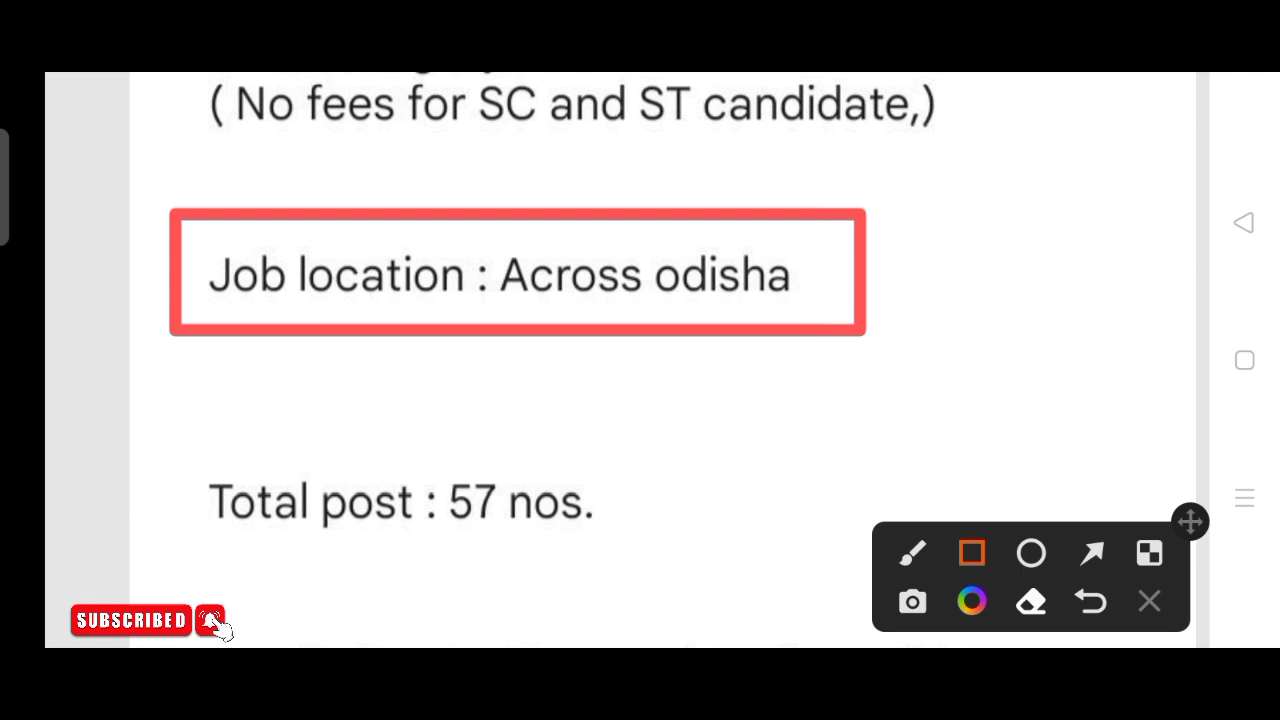 ( No fees for SC and ST candidate,)
Job location : Across odisha
Total post : 57 nos.
SUBSCRIBED